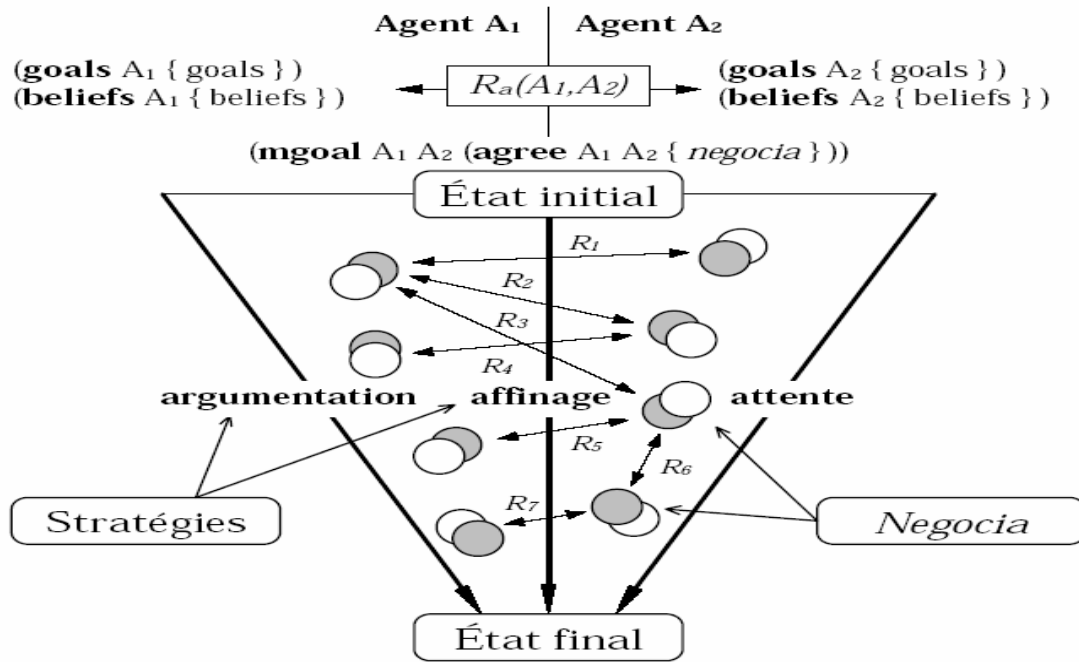 Agent A₁ Agent A₂
(goals A₁ { goals })
(beliefs A₁ { beliefs })
Rₐ(A₁,A₂)
(goals A₂ { goals })
(beliefs A₂ { beliefs })
(mgoal A₁ A₂ (agree A₁ A₂ { negocia }))
État initial
R₁
R₂
R₃
R₄
argumentation affinage attente
R₅
R₆
R₇
Stratégies
Negocia
État final